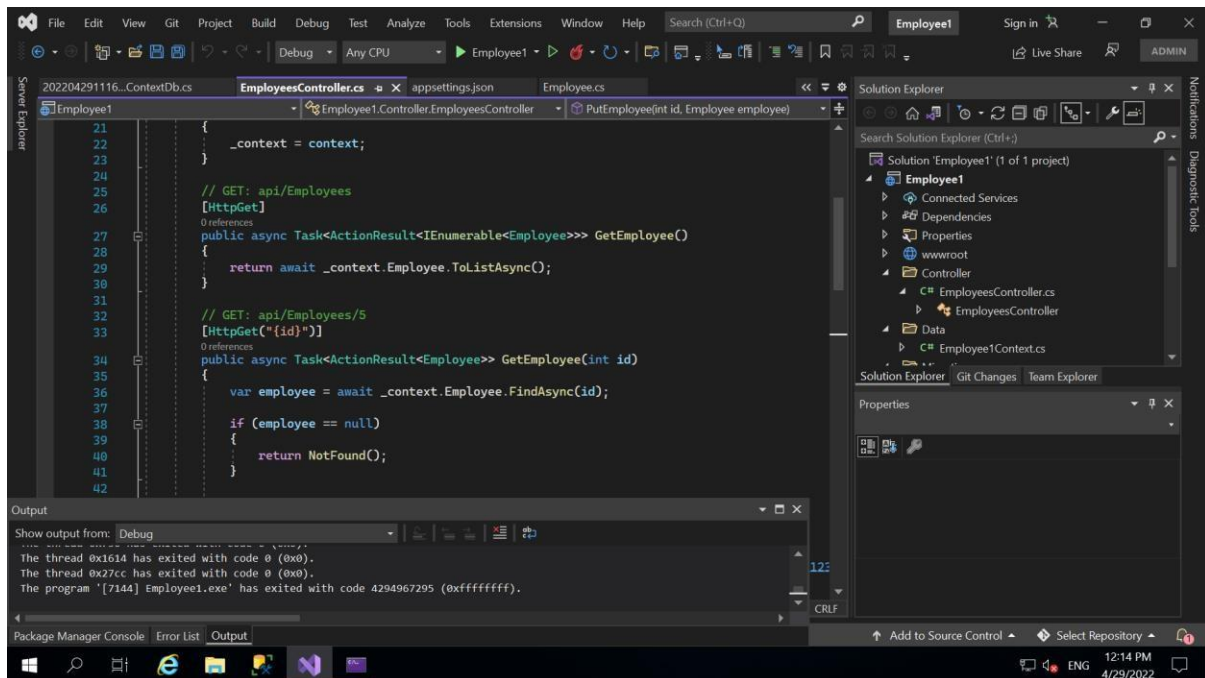 File Edit View Git Project Build Debug Test Analyze Tools Extensions Window Help Search (Ctrl+Q) Employee1 Sign in
Debug Any CPU Employee1 Live Share ADMIN
Server Explorer
202204291116...ContextDb.cs EmployeesController.cs appsettings.json Employee.cs
Employee1 Employee1.Controller.EmployeesController PutEmployee(int id, Employee employee)
21 {
22 _context = context;
23 }
24
25 // GET: api/Employees
26 [HttpGet]
0 references
27 public async Task<ActionResult<IEnumerable<Employee>>> GetEmployee()
28 {
29 return await _context.Employee.ToListAsync();
30 }
31
32 // GET: api/Employees/5
33 [HttpGet("{id}")]
0 references
34 public async Task<ActionResult<Employee>> GetEmployee(int id)
35 {
36 var employee = await _context.Employee.FindAsync(id);
37
38 if (employee == null)
39 {
40 return NotFound();
41 }
42
Solution Explorer
Search Solution Explorer (Ctrl+;)
Solution 'Employee1' (1 of 1 project)
Employee1
Connected Services
Dependencies
Properties
wwwroot
Controller
C# EmployeesController.cs
EmployeesController
Data
C# Employee1Context.cs
Solution Explorer Git Changes Team Explorer
Properties
Notifications
Diagnostic Tools
Output
Show output from: Debug
The thread 0x1614 has exited with code 0 (0x0).
The thread 0x27cc has exited with code 0 (0x0).
The program '[7144] Employee1.exe' has exited with code 4294967295 (0xffffffff).
123
CRLF
Package Manager Console Error List Output
Add to Source Control Select Repository
ENG 12:14 PM
4/29/2022